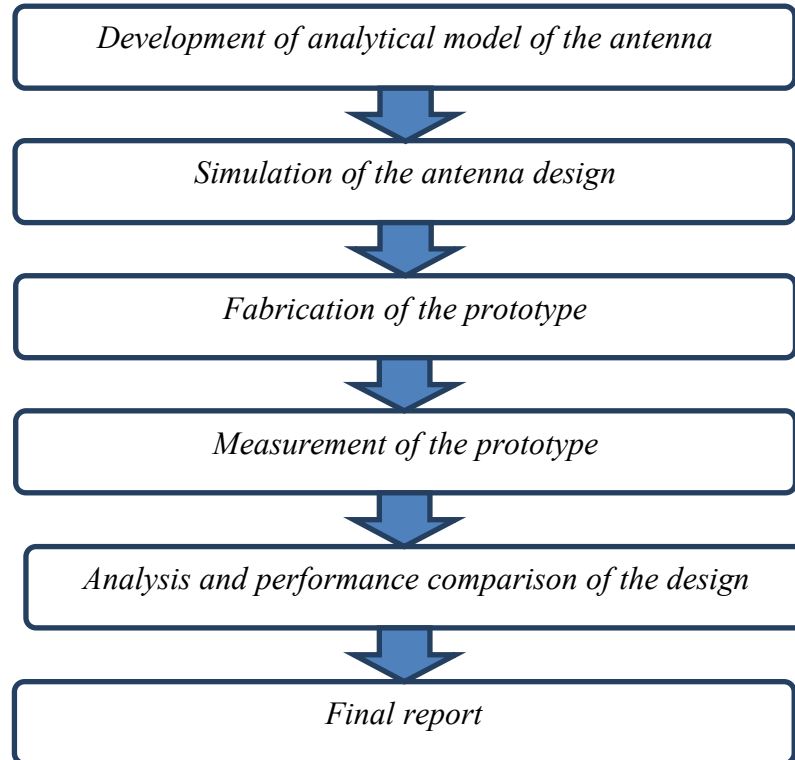 Development of analytical model of the antenna
Simulation of the antenna design
Fabrication of the prototype
Measurement of the prototype
Analysis and performance comparison of the design
Final report